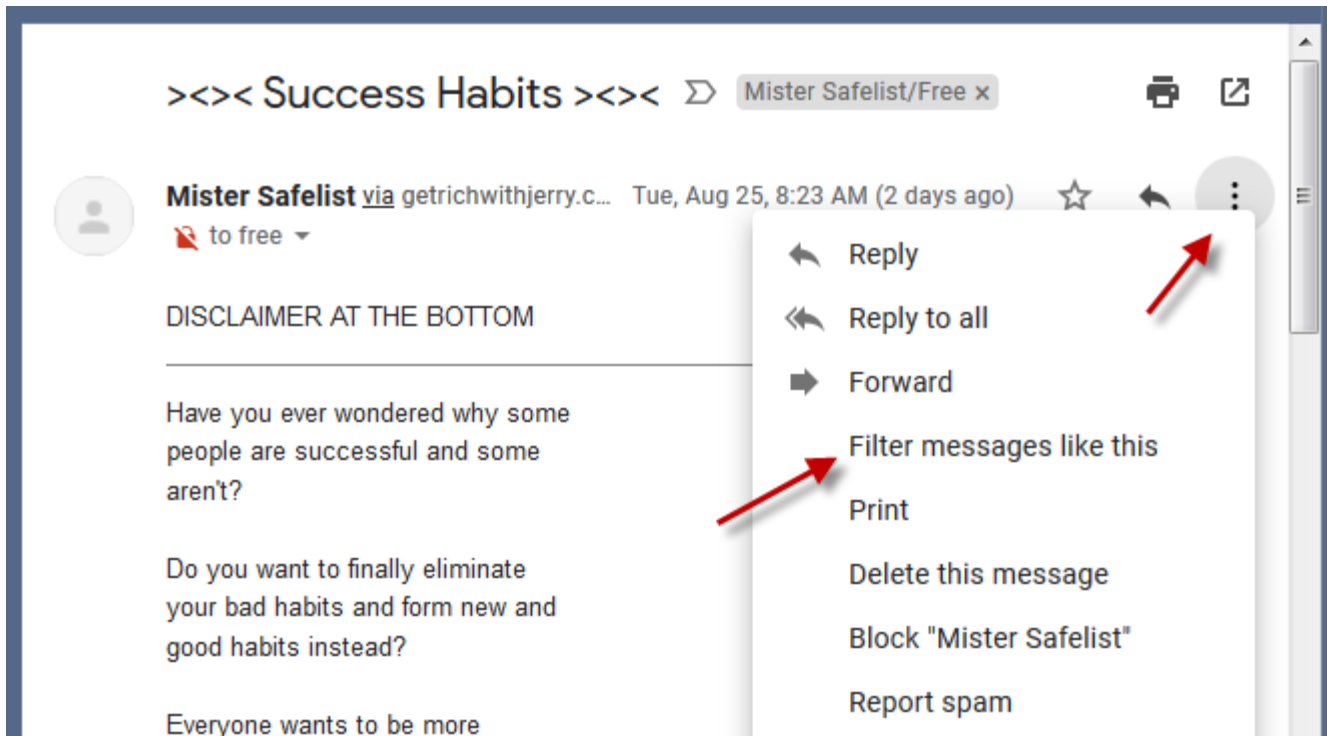 ><>< Success Habits ><>< Mister Safelist/Free ×
Mister Safelist via getrichwithjerry.c... Tue, Aug 25, 8:23 AM (2 days ago)
to free
Reply
Reply to all
Forward
Filter messages like this
Print
Delete this message
Block "Mister Safelist"
Report spam
DISCLAIMER AT THE BOTTOM
Have you ever wondered why some
people are successful and some
aren't?
Do you want to finally eliminate
your bad habits and form new and
good habits instead?
Everyone wants to be more